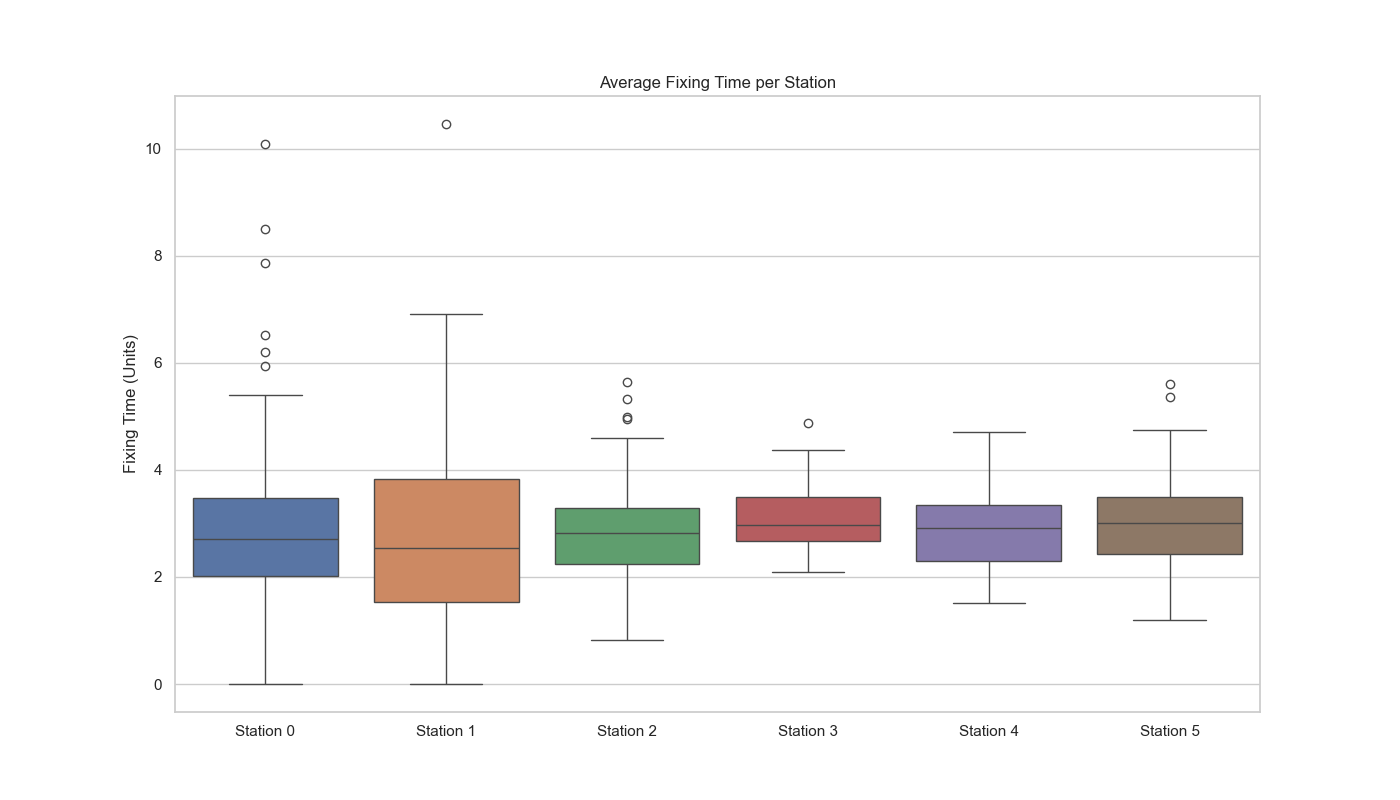 Average Fixing Time per Station
Fixing Time (Units)
10
8
6
4
2
0
Station 0
Station 1
Station 2
Station 3
Station 4
Station 5